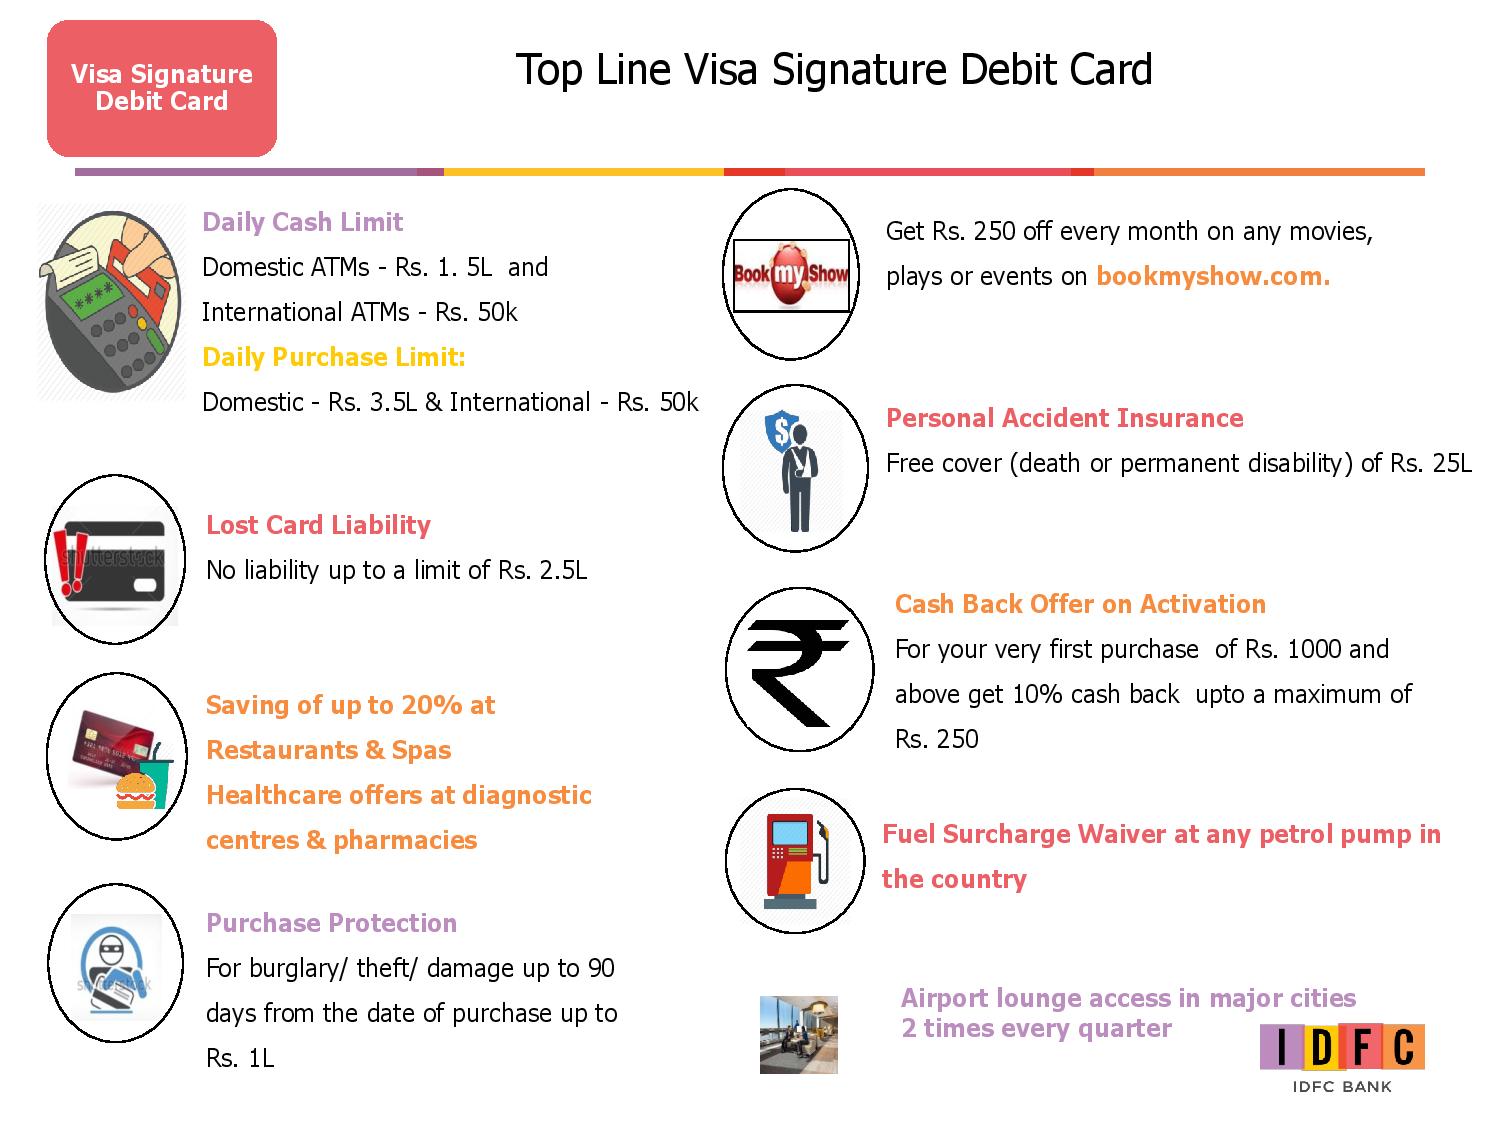 Visa Signature
Debit Card
Top Line Visa Signature Debit Card
Daily Cash Limit
Domestic ATMs - Rs. 1. 5L  and
International ATMs - Rs. 50k
Daily Purchase Limit:
Domestic - Rs. 3.5L & International - Rs. 50k
****
shutterstock
Lost Card Liability
No liability up to a limit of Rs. 2.5L
Saving of up to 20% at
Restaurants & Spas
Healthcare offers at diagnostic
centres & pharmacies
Purchase Protection
For burglary/ theft/ damage up to 90
days from the date of purchase up to
Rs. 1L
Book my Show
Get Rs. 250 off every month on any movies,
plays or events on bookmyshow.com.
$
Personal Accident Insurance
Free cover (death or permanent disability) of Rs. 25L
₹
Cash Back Offer on Activation
For your very first purchase  of Rs. 1000 and
above get 10% cash back  upto a maximum of
Rs. 250
Fuel Surcharge Waiver at any petrol pump in
the country
Airport lounge access in major cities
2 times every quarter
IDFC
IDFC BANK